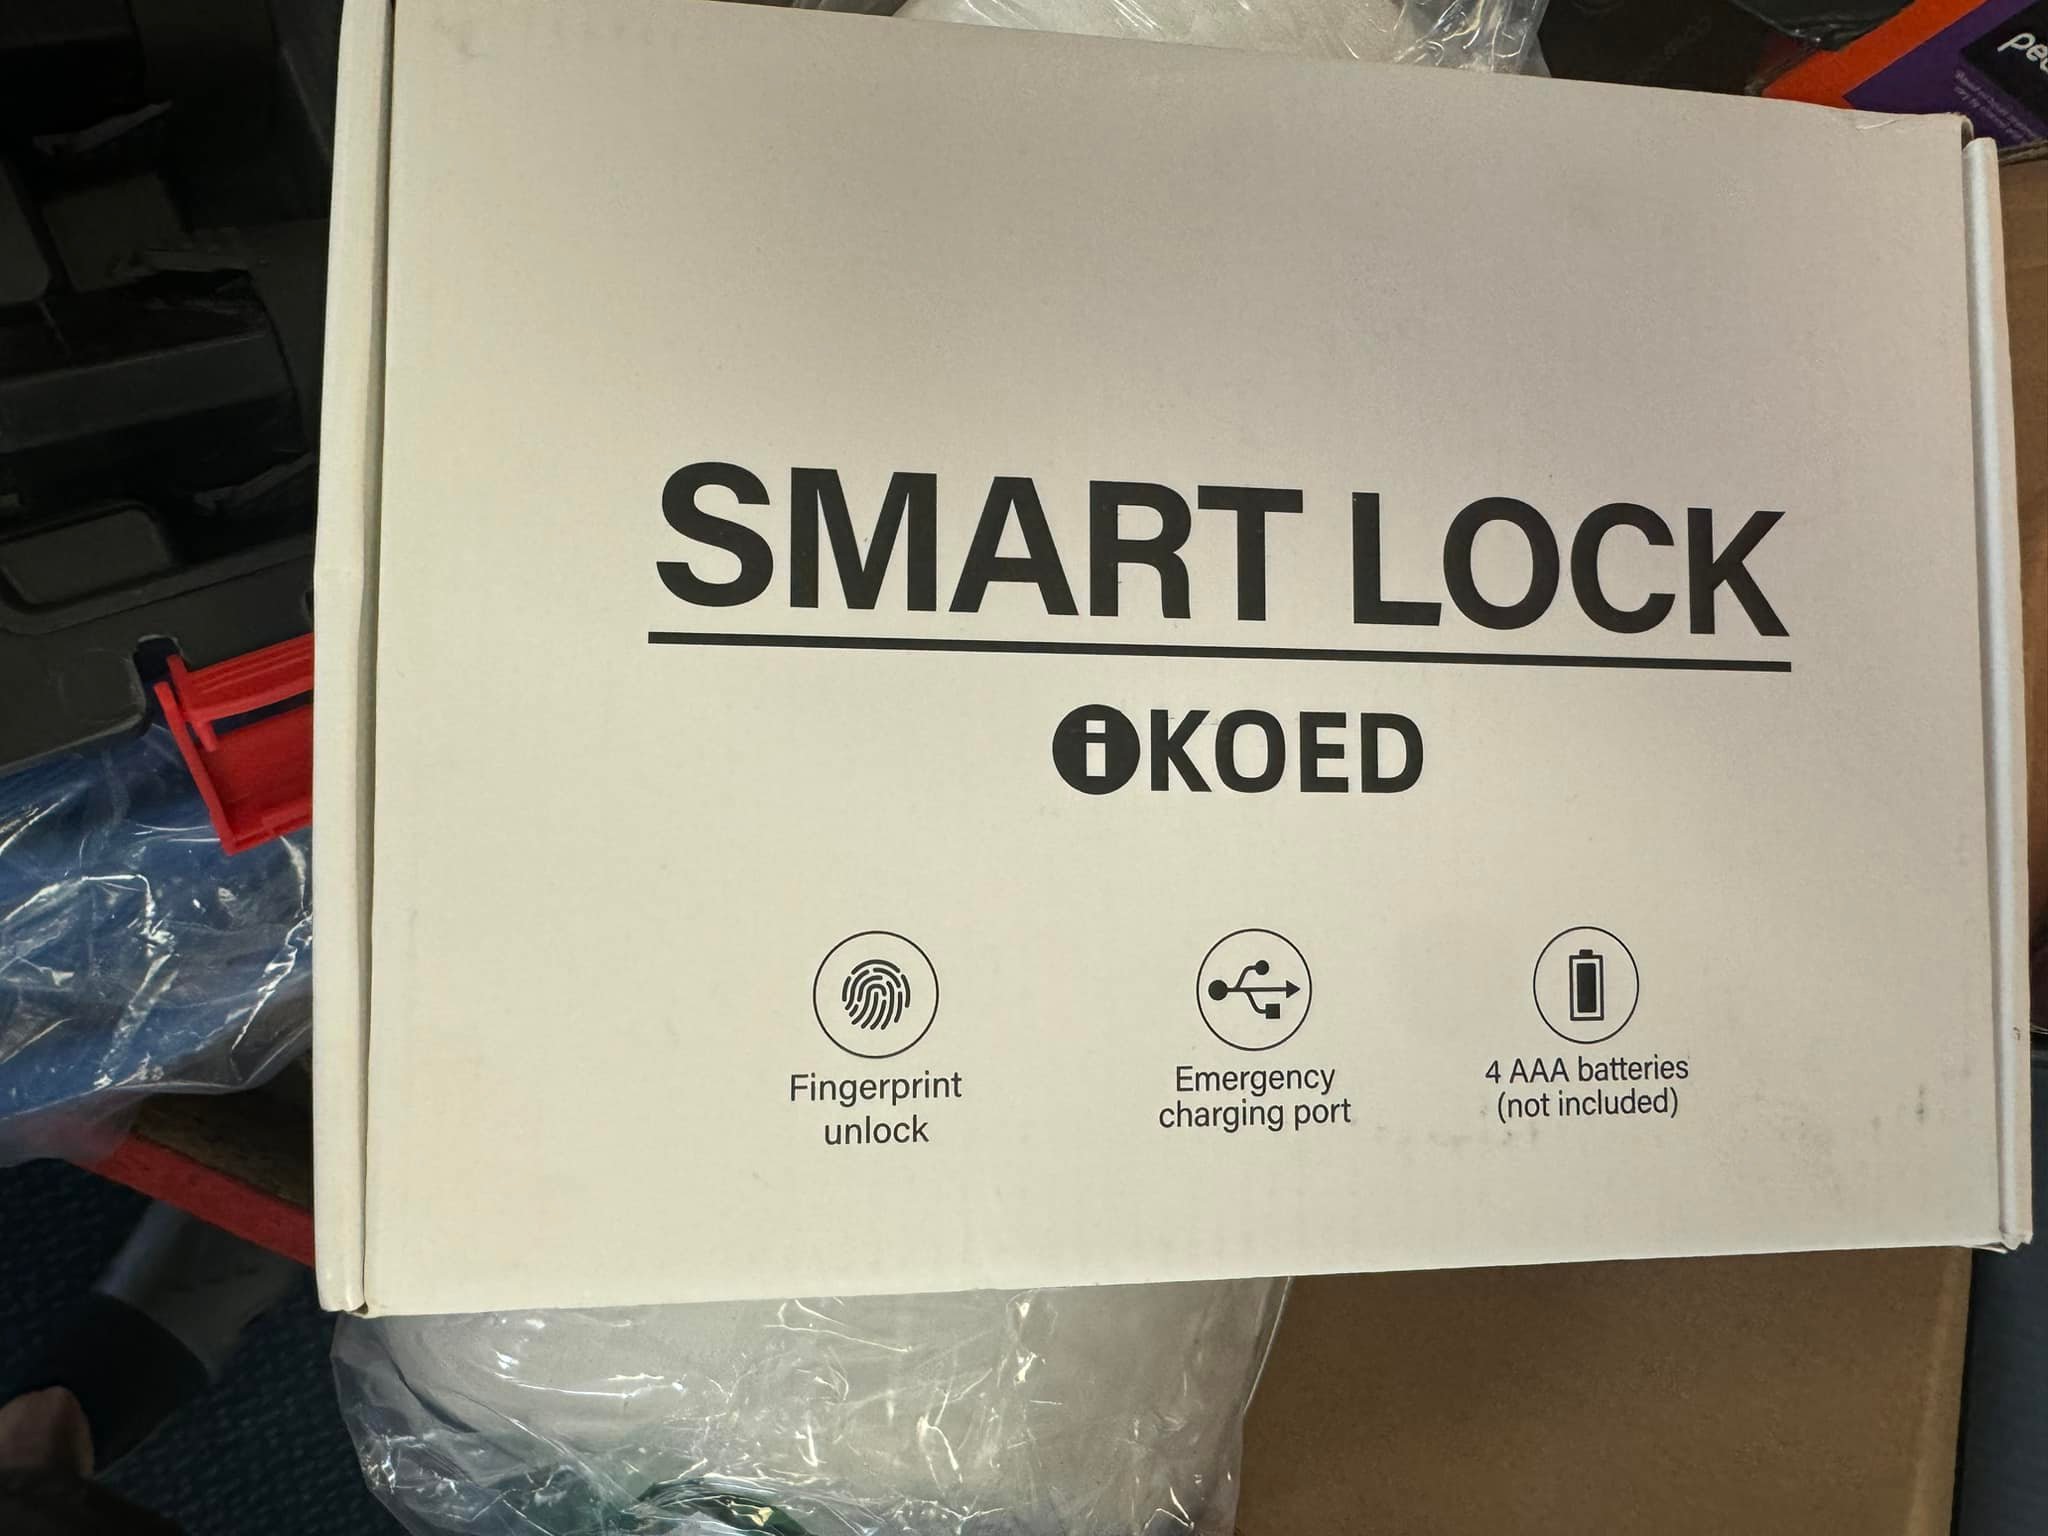 SMART LOCK
iKOED
Fingerprint
unlock
Emergency
charging port
4 AAA batteries
(not included)